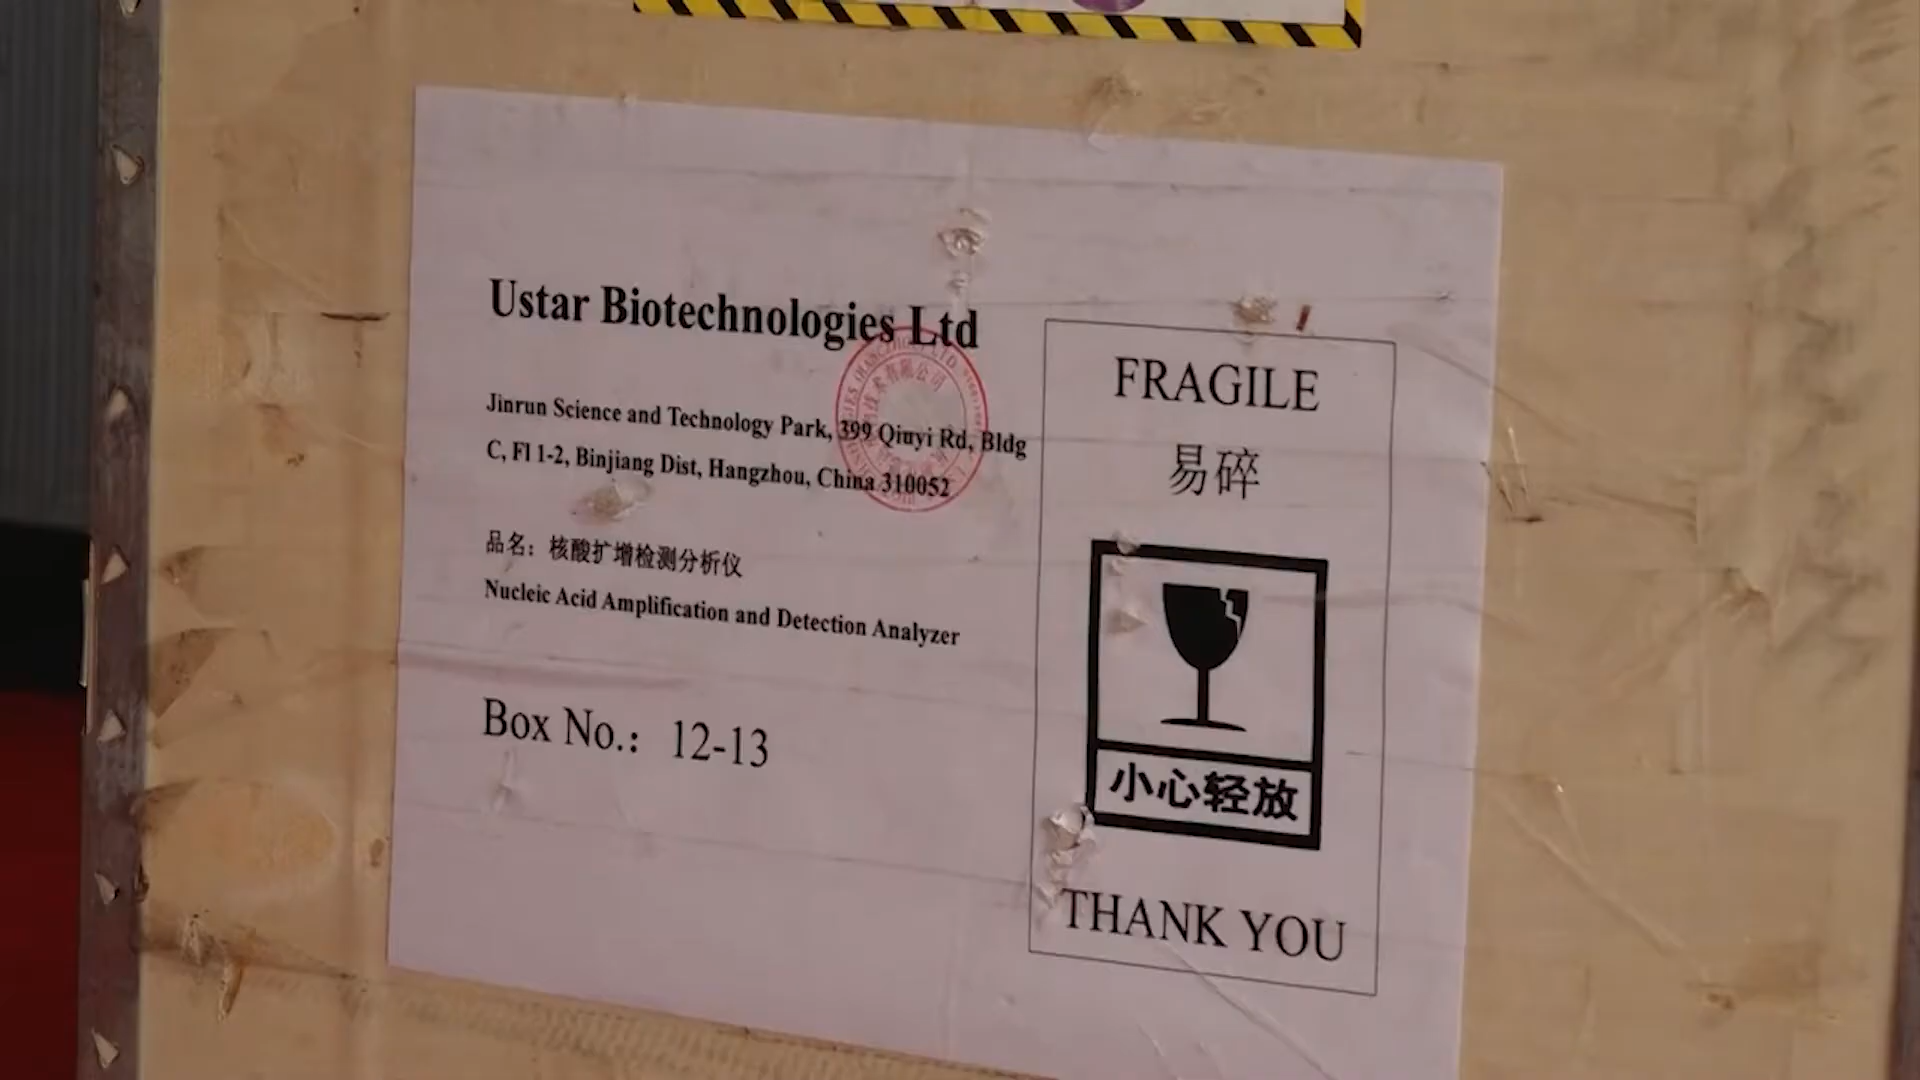 Ustar Biotechnologies Ltd
Jinrun Science and Technology Park, 399 Qiuyi Rd, Bldg
C, Fl 1-2, Binjiang Dist, Hangzhou, China 310052
品名：核酸扩增检测分析仪
Nucleic Acid Amplification and Detection Analyzer
Box No.: 12-13
FRAGILE
易碎
小心轻放
THANK YOU